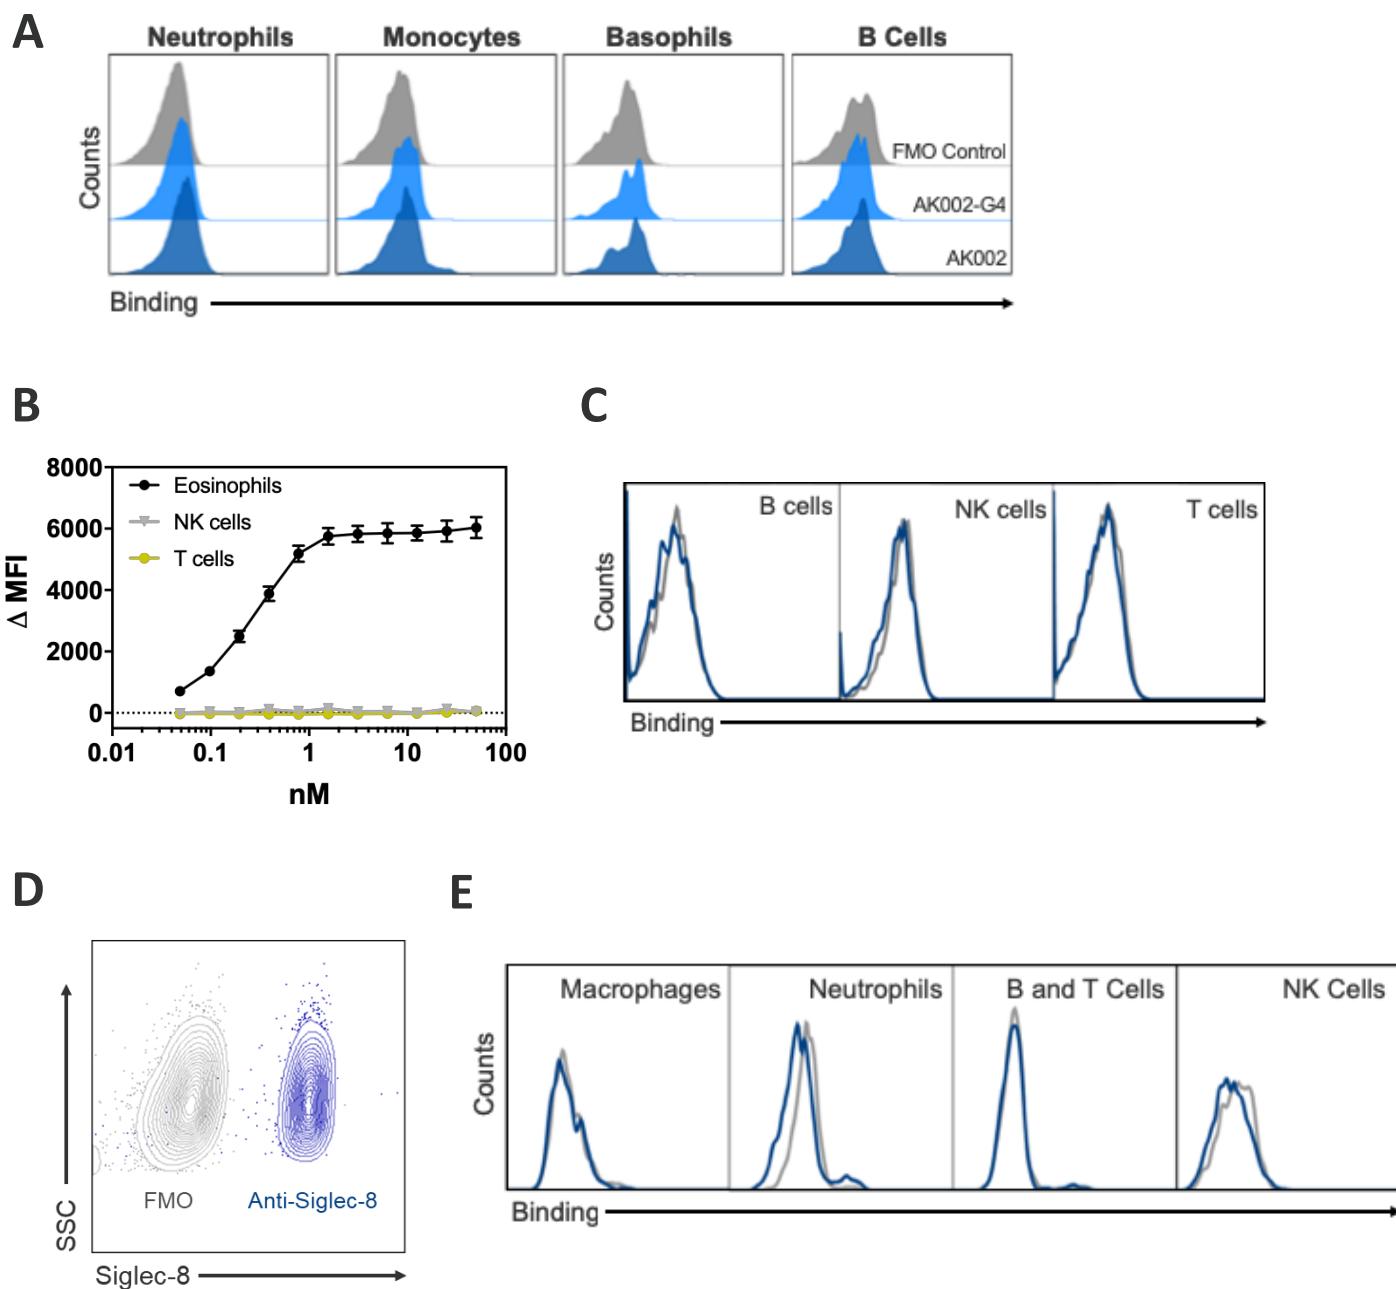 A
Neutrophils
Monocytes
Basophils
B Cells
Counts
FMO Control
AK002-G4
AK002
Binding
B
8000
6000
4000
2000
0
Δ MFI
Eosinophils
NK cells
T cells
0.01
0.1
1
10
100
nM
C
B cells
NK cells
T cells
Counts
Binding
D
SSC
FMO
Anti-Siglec-8
Siglec-8
E
Macrophages
Neutrophils
B and T Cells
NK Cells
Counts
Binding